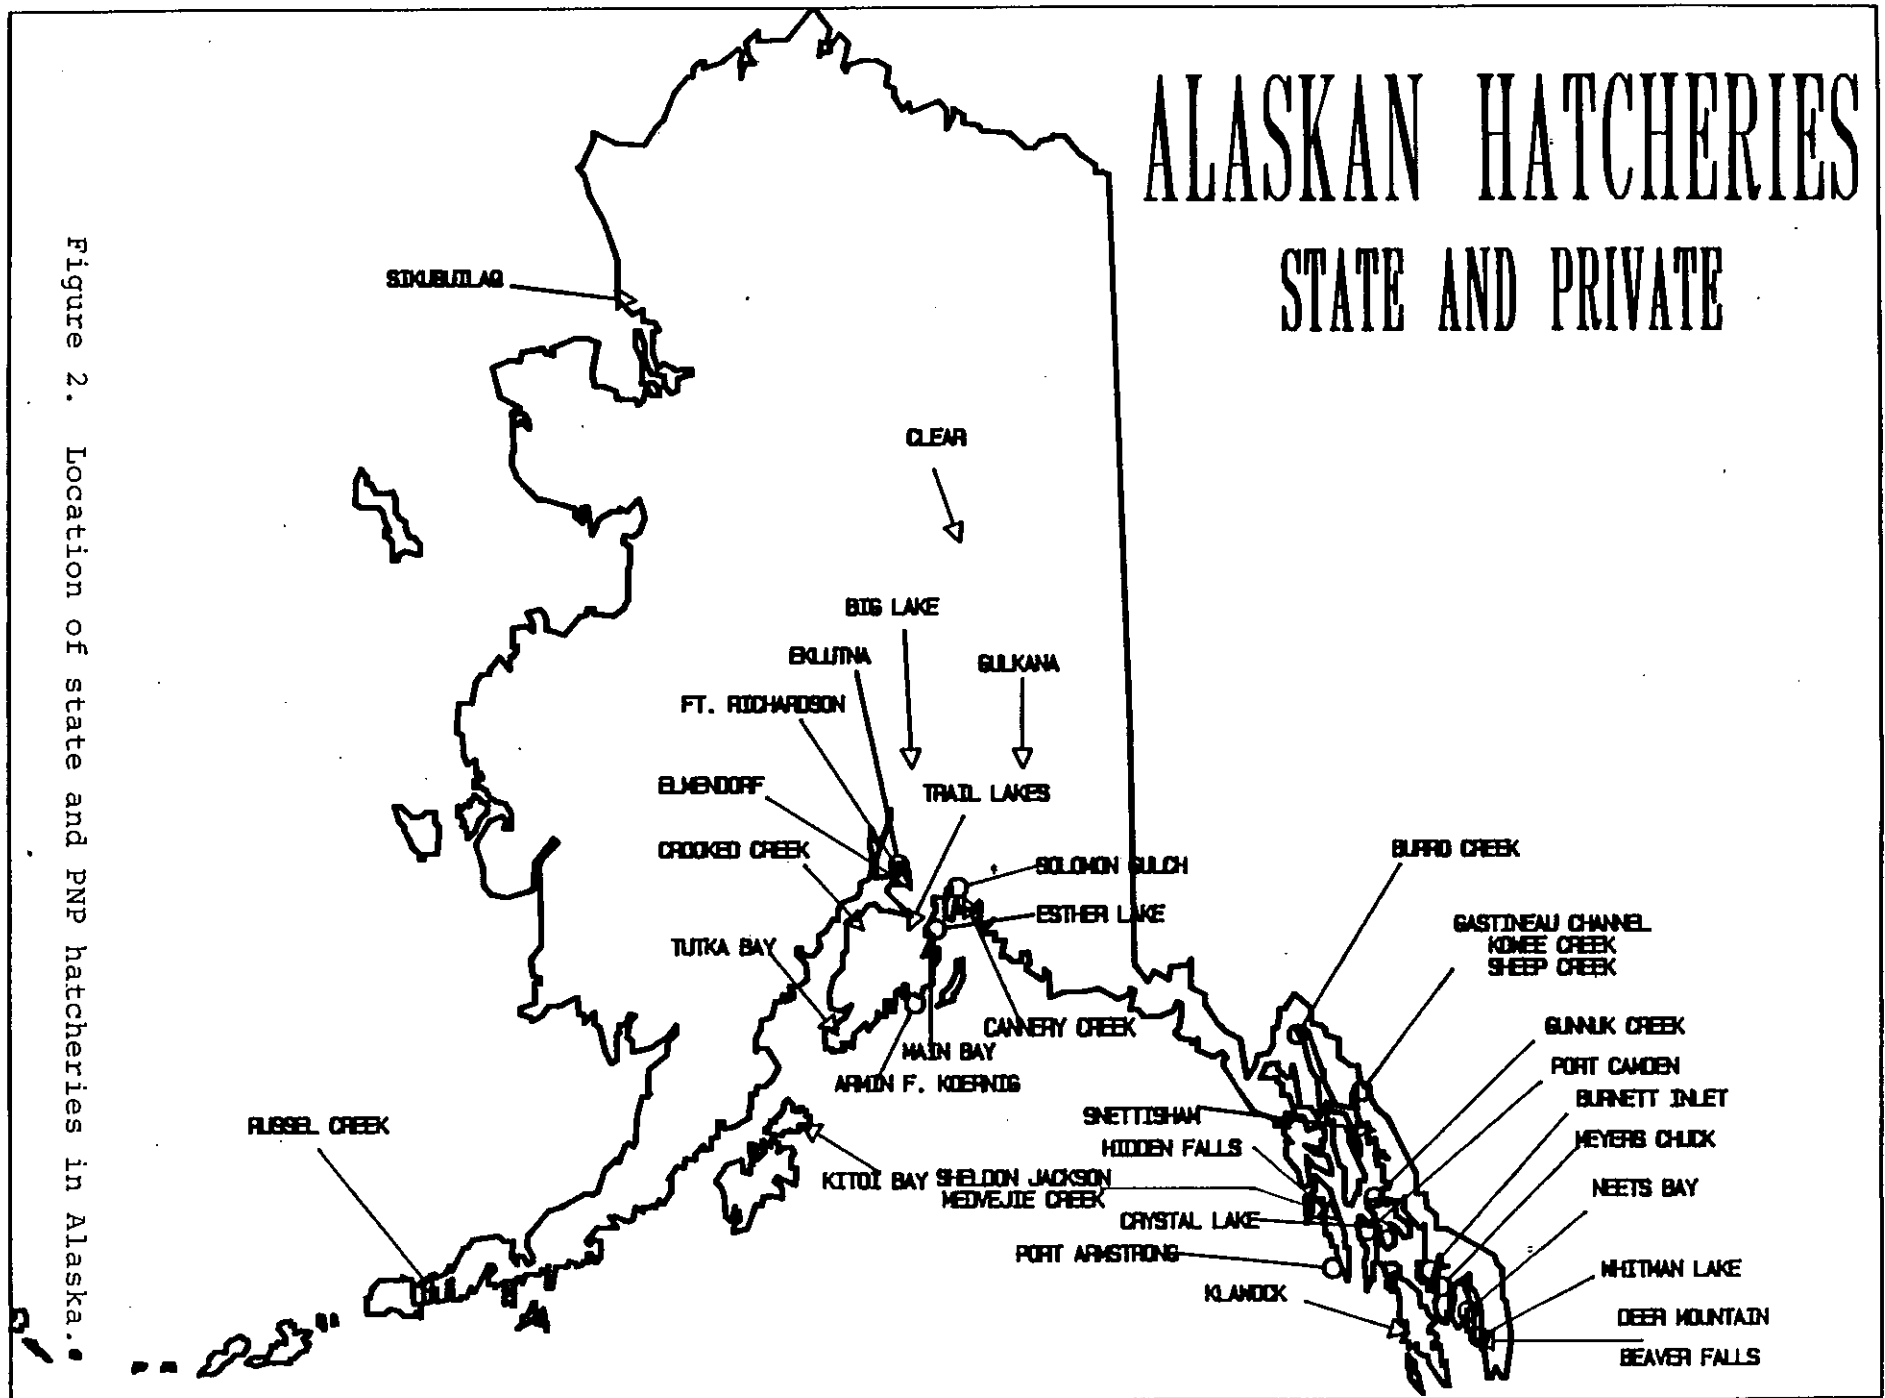 ALASKAN HATCHERIES
STATE AND PRIVATE
SIKUBUILAQ
CLEAR
BIG LAKE
EKLUTNA
GULKANA
FT. RICHARDSON
ELMENDORF
TRAIL LAKES
CROOKED CREEK
SOLOMON GULCH
ESTHER LAKE
TUTKA BAY
CANNERY CREEK
MAIN BAY
ARMIN F. KOERNIG
BURRO CREEK
GASTINEAU CHANNEL
KOWEE CREEK
SHEEP CREEK
GUNNUK CREEK
PORT CAMDEN
BURNETT INLET
MEYERS CHUCK
NEETS BAY
RUSSEL CREEK
SNETTISHAM
HIDDEN FALLS
KITOI BAY
SHELDON JACKSON
MEDVEJIE CREEK
CRYSTAL LAKE
PORT ARMSTRONG
KLAWOCK
WHITMAN LAKE
DEER MOUNTAIN
BEAVER FALLS
Figure 2. Location of state and PNP hatcheries in Alaska.